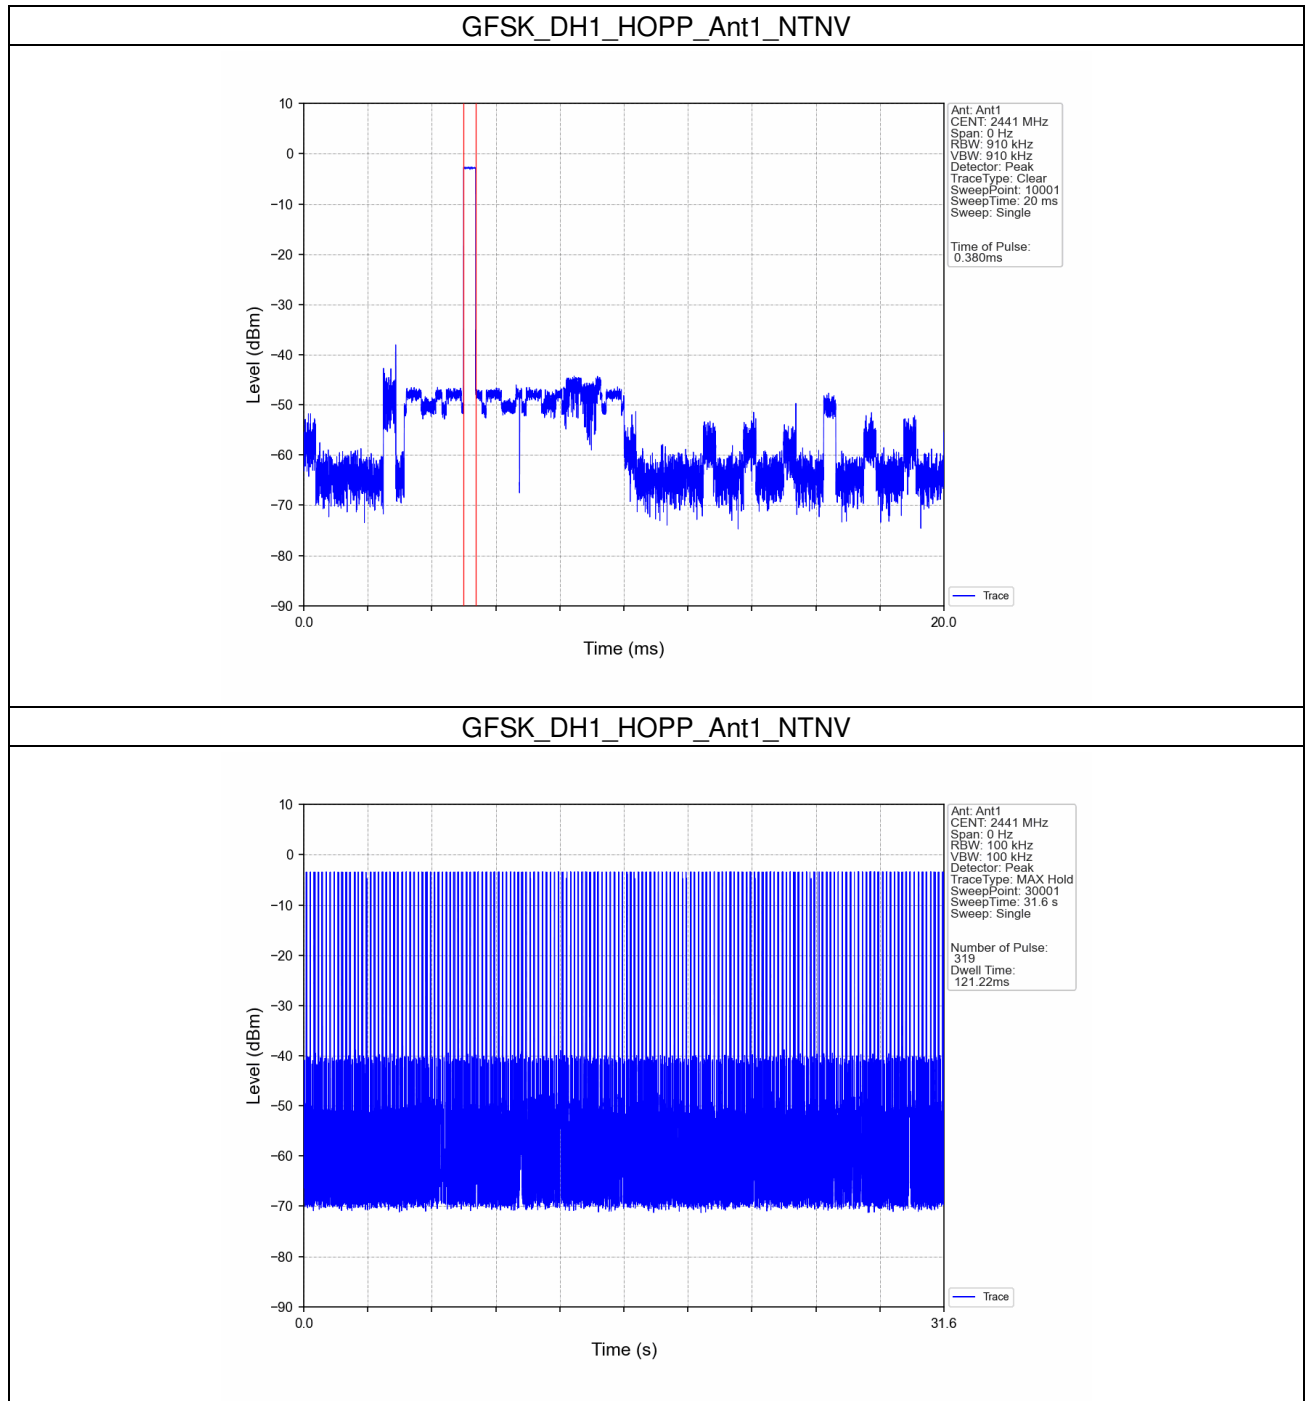 GFSK_DH1_HOPP_Ant1_NTNV
10
0
−10
−20
−30
−40
−50
−60
−70
−80
−90
Level (dBm)
0.0
20.0
Time (ms)
Ant: Ant1
CENT: 2441 MHz
Span: 0 Hz
RBW: 910 kHz
VBW: 910 kHz
Detector: Peak
TraceType: Clear
SweepPoint: 10001
SweepTime: 20 ms
Sweep: Single
Time of Pulse:
0.380ms
Trace
GFSK_DH1_HOPP_Ant1_NTNV
10
0
−10
−20
−30
−40
−50
−60
−70
−80
−90
Level (dBm)
0.0
31.6
Time (s)
Ant: Ant1
CENT: 2441 MHz
Span: 0 Hz
RBW: 100 kHz
VBW: 100 kHz
Detector: Peak
TraceType: MAX Hold
SweepPoint: 30001
SweepTime: 31.6 s
Sweep: Single
Number of Pulse:
319
Dwell Time:
121.22ms
Trace